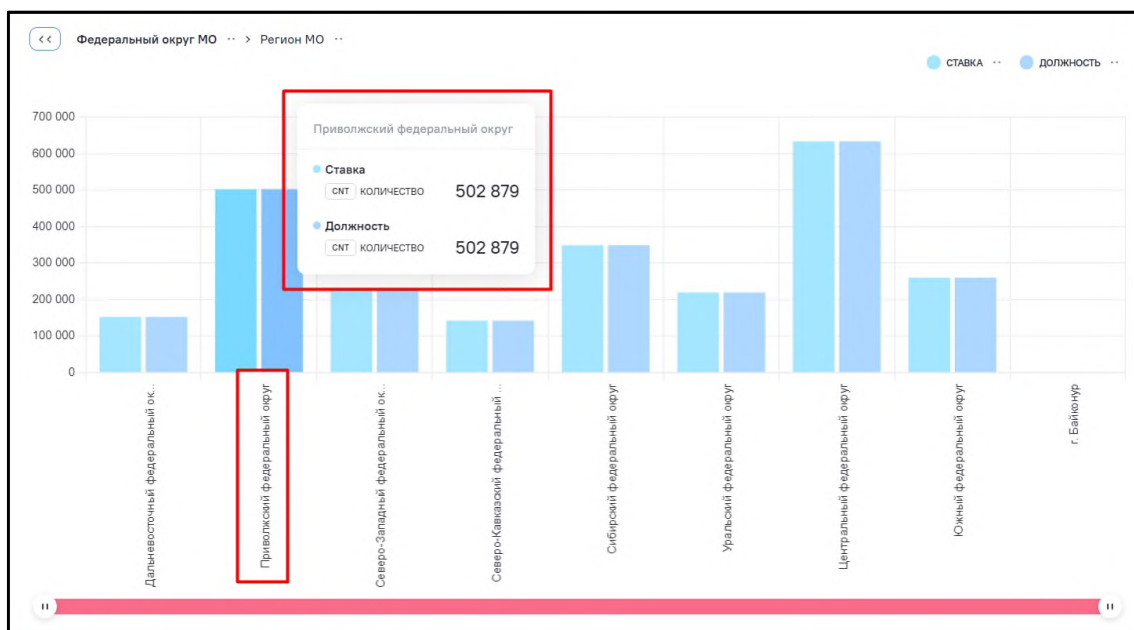 << Федеральный округ МО ·· > Регион МО ··
СТАВКА ·· ДОЛЖНОСТЬ ··
700 000
600 000
500 000
400 000
300 000
200 000
100 000
0
Приволжский федеральный округ
Ставка
CNT КОЛИЧЕСТВО 502 879
Должность
CNT КОЛИЧЕСТВО 502 879
Дальневосточный федеральный ок...
Приволжский федеральный округ
Северо-Западный федеральный ок...
Северо-Кавказский федеральный ...
Сибирский федеральный округ
Уральский федеральный округ
Центральный федеральный округ
Южный федеральный округ
г. Байконур